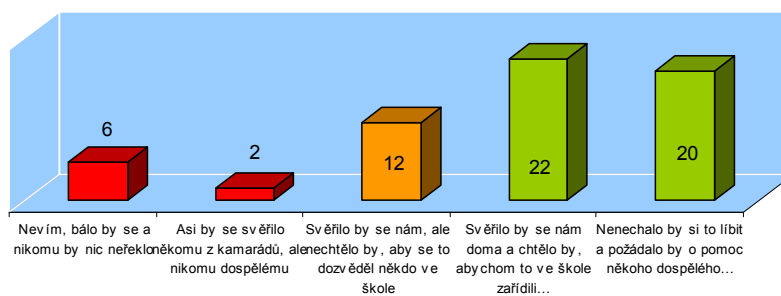 6
2
12
22
20
Nevím, bálo by se a
nikomu by nic neřeklo
Asi by se svěřilo
někomu z kamarádů, ale
nikomu dospělému
Svěřilo by se nám, ale
nechtělo by, aby se to
dozvěděl někdo ve
škole
Svěřilo by se nám
doma a chtělo by,
abychom to ve škole
zařídili...
Nenechalo by si to líbit
a požádalo by o pomoc
někoho dospělého...